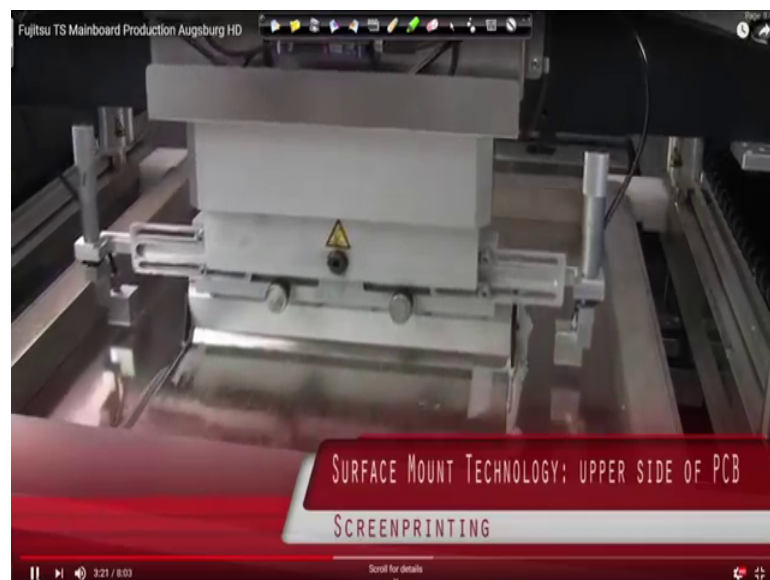 Fujitsu TS Mainboard Production Augsburg HD
SURFACE MOUNT TECHNOLOGY: UPPER SIDE OF PCB
SCREENPRINTING
3:21 / 8:03
Scroll for details